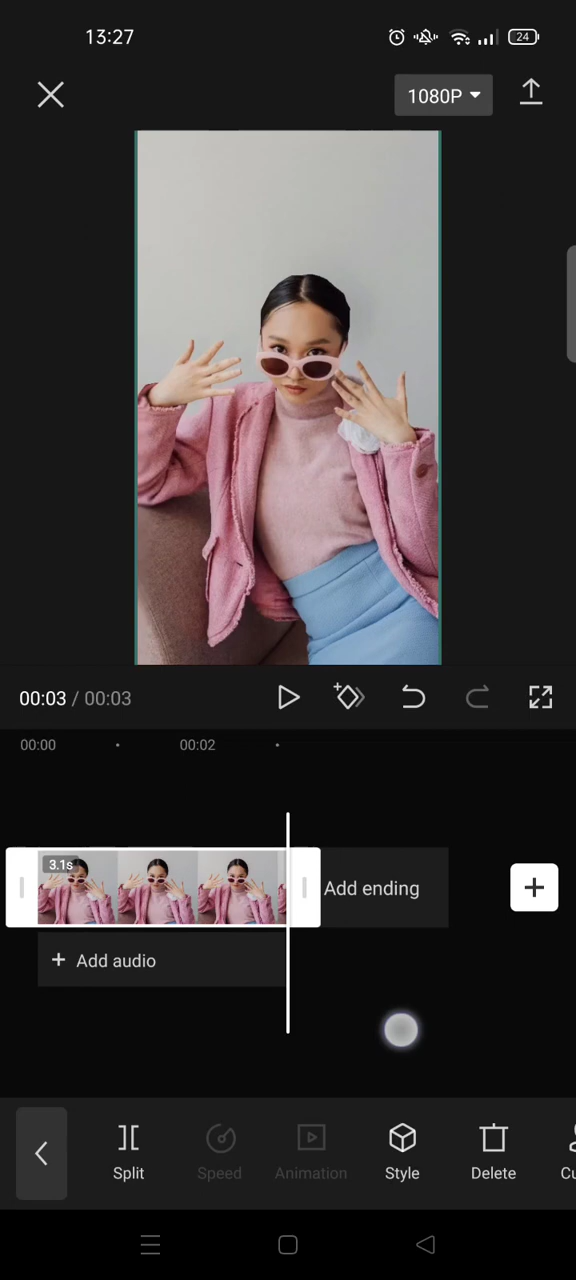 13:27
24
1080P
00:03 / 00:03
00:00
00:02
3.1s
Add ending
Add audio
Split
Speed
Animation
Style
Delete